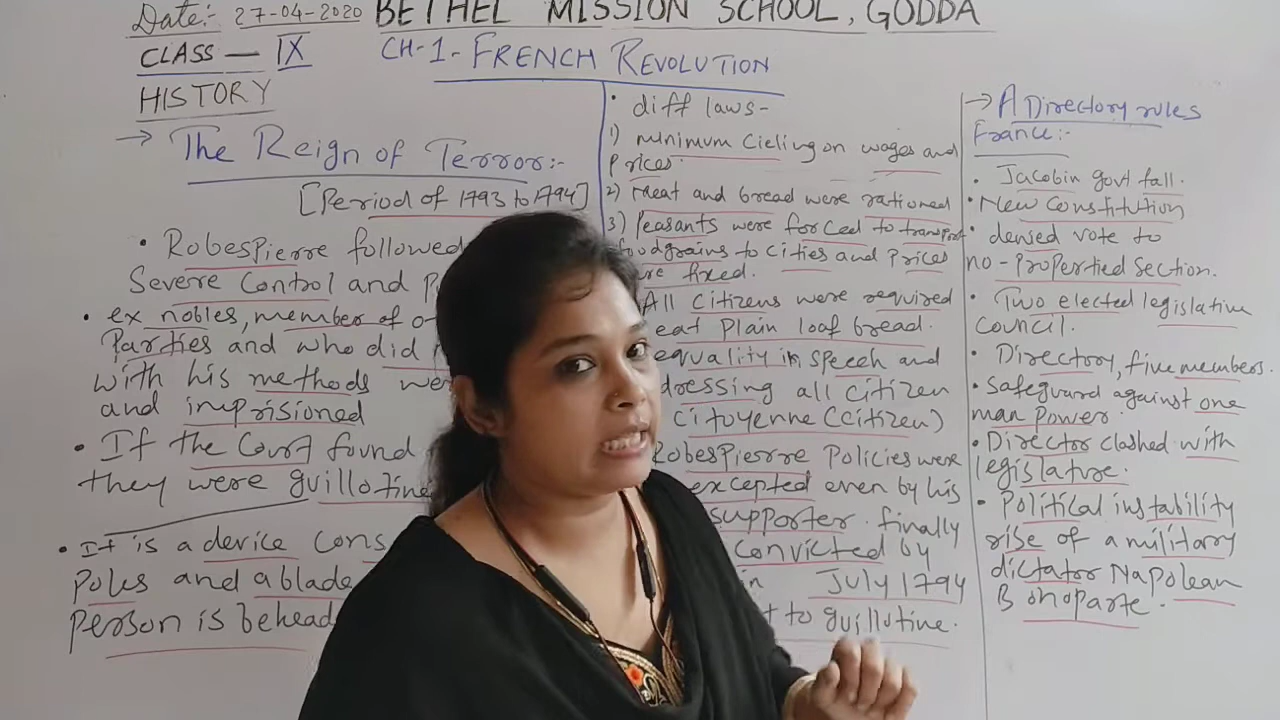 Date:- 27-04-2020 BETHEL MISSION SCHOOL, GODDA
CLASS — IX CH-1- FRENCH REVOLUTION
HISTORY
→ The Reign of Terror:-
[Period of 1793 to 1794]
• Robespierre followed
Severe Control and
• ex nobles, member of
Parties and who did
with his methods
and imprisioned
• If the Court found
they were guillotine
• It is a device
Poles and a blade
Person is behead
• diff laws-
1) minimum Cieling on wages and
Prices.
2) Meat and bread were rationed
3) Peasants were forced to transport
foodgrains to cities and prices
fixed.
All Citizens were required
eat Plain loaf bread.
equality in speech and
dressing all Citizen
Citoyenne (citizen)
Robespierre Policies were
excepted even by his
supporter. finally
convicted by
in July 1794
to guillotine.
→ A Directory rules
France:-
• Jacobin govt fall.
• New Constitution
• denied vote to
no-propertied section.
• Two elected legislative
Council.
• Directory, five members.
• Safeguard against one
man power.
• Director clashed with
legislature.
• Political instability
rise of a military
dictator Napolean
Bonoparte.